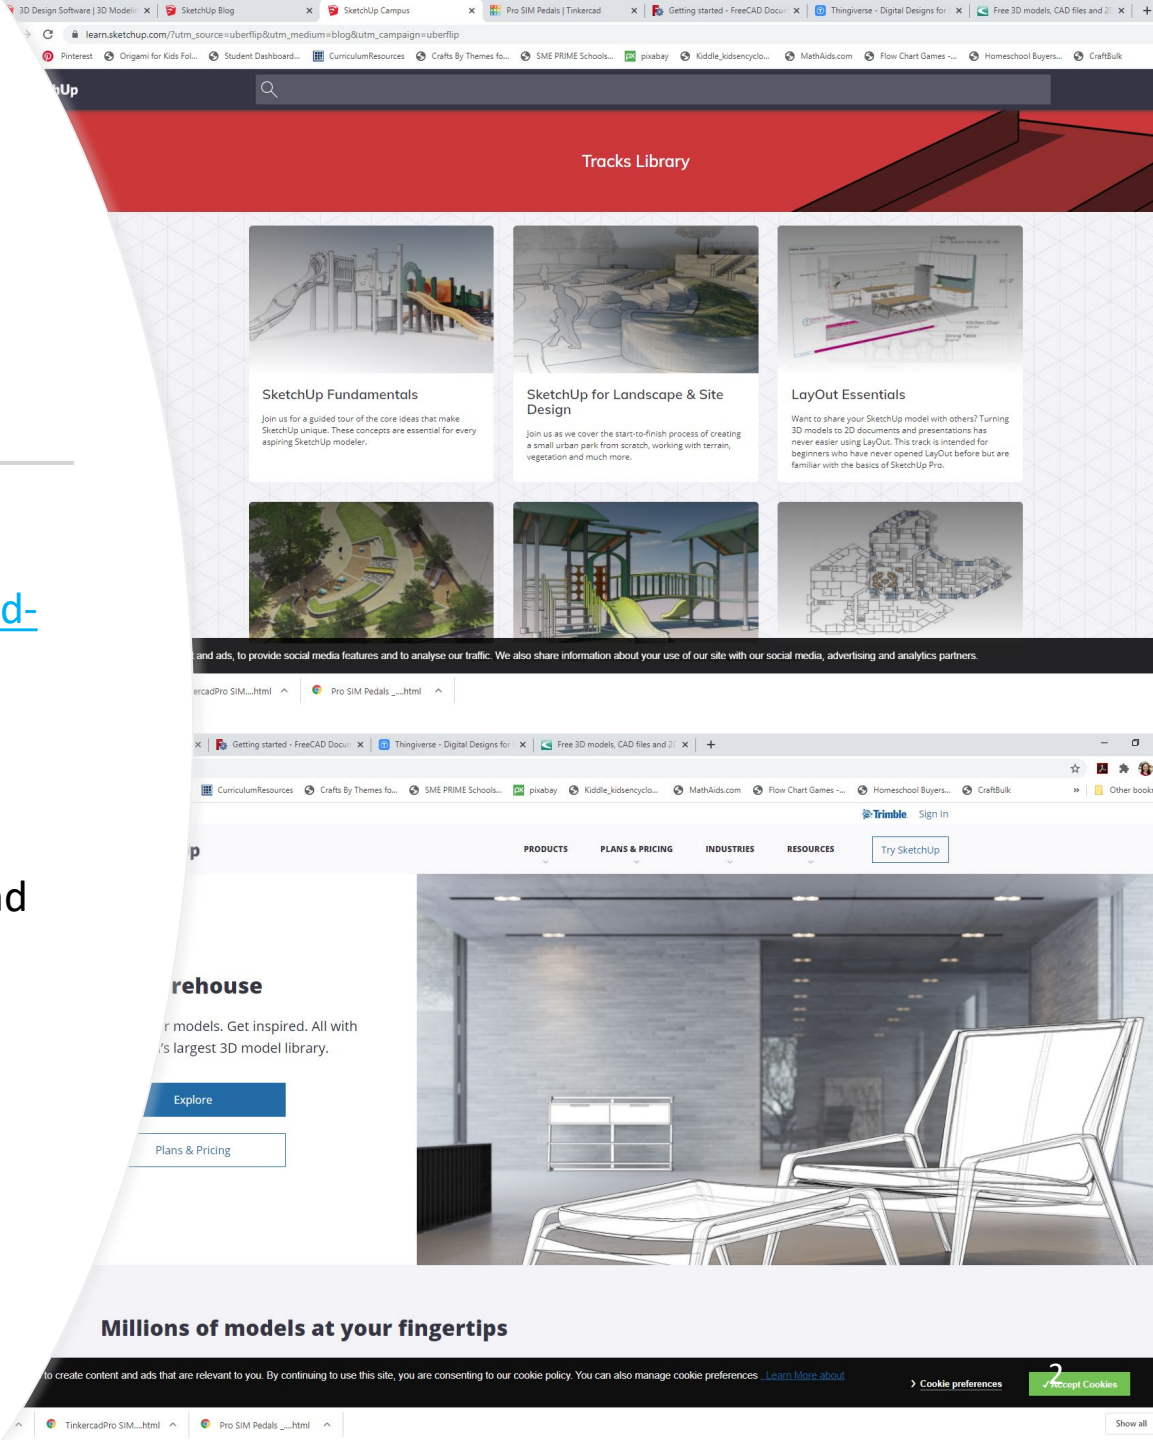 3D Design Software | 3D Modelin
SketchUp Blog
SketchUp Campus
Pro SIM Pedals | Tinkercad
Getting started - FreeCAD Docum
Thingiverse - Digital Designs for
Free 3D models, CAD files and 2D
learn.sketchup.com/?utm_source=uberflip&utm_medium=blog&utm_campaign=uberflip
Pinterest
Origami for Kids Fol...
Student Dashboard...
CurriculumResources
Crafts By Themes fo...
SME PRIME Schools...
pixabay
Kiddle_kidsencyclo...
MathAids.com
Flow Chart Games -...
Homeschool Buyers...
CraftBulk
hUp
Tracks Library
SketchUp Fundamentals
Join us for a guided tour of the core ideas that make
SketchUp unique. These concepts are essential for every
aspiring SketchUp modeler.
SketchUp for Landscape & Site
Design
Join us as we cover the start-to-finish process of creating
a small urban park from scratch, working with terrain,
vegetation and much more.
Kitchen Chair
Dining Table
LayOut Essentials
Want to share your SketchUp model with others? Turning
3D models to 2D documents and presentations has
never easier using LayOut. This track is intended for
beginners who have never opened LayOut before but are
familiar with the basics of SketchUp Pro.
d-
and ads, to provide social media features and to analyse our traffic. We also share information about your use of our site with our social media, advertising and analytics partners.
ercadPro SIM....html
Pro SIM Pedals _....html
Getting started - FreeCAD Docum
Thingiverse - Digital Designs for
Free 3D models, CAD files and 2D
CurriculumResources
Crafts By Themes fo...
SME PRIME Schools...
pixabay
Kiddle_kidsencyclo...
MathAids.com
Flow Chart Games -...
Homeschool Buyers...
CraftBulk
»
Other bookm
Trimble. Sign In
p
PRODUCTS
PLANS & PRICING
INDUSTRIES
RESOURCES
Try SketchUp
d
rehouse
r models. Get inspired. All with
's largest 3D model library.
Explore
Plans & Pricing
Millions of models at your fingertips
to create content and ads that are relevant to you. By continuing to use this site, you are consenting to our cookie policy. You can also manage cookie preferences Learn More about
> Cookie preferences
✓ Accept Cookies
2
TinkercadPro SIM....html
Pro SIM Pedals _....html
Show all